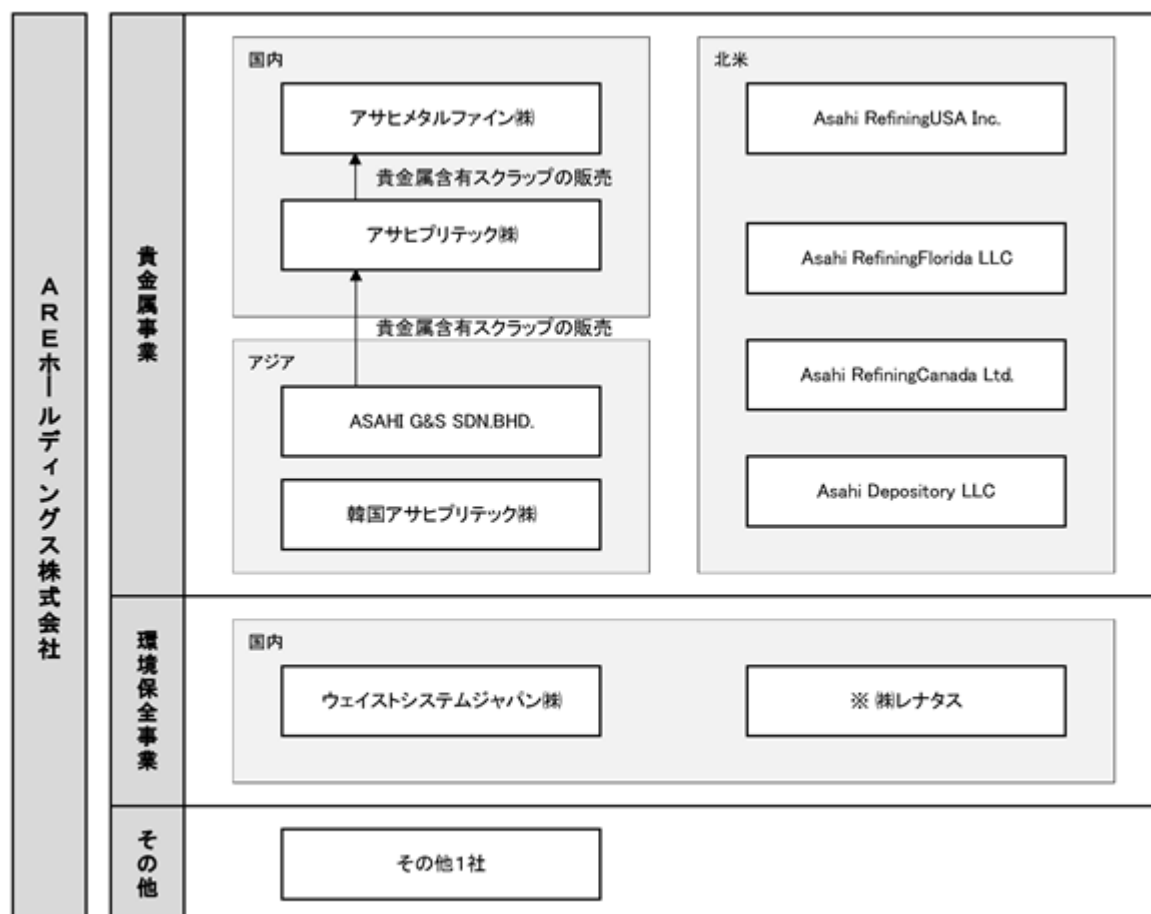 AREホールディングス株式会社
貴金属事業
国内
アサヒメタルファイン㈱
貴金属含有スクラップの販売
アサヒプリテック㈱
貴金属含有スクラップの販売
アジア
ASAHI G&S SDN.BHD.
韓国アサヒプリテック㈱
北米
Asahi RefiningUSA Inc.
Asahi RefiningFlorida LLC
Asahi RefiningCanada Ltd.
Asahi Depository LLC
環境保全事業
国内
ウェイストシステムジャパン㈱
※ ㈱レナタス
その他
その他1社